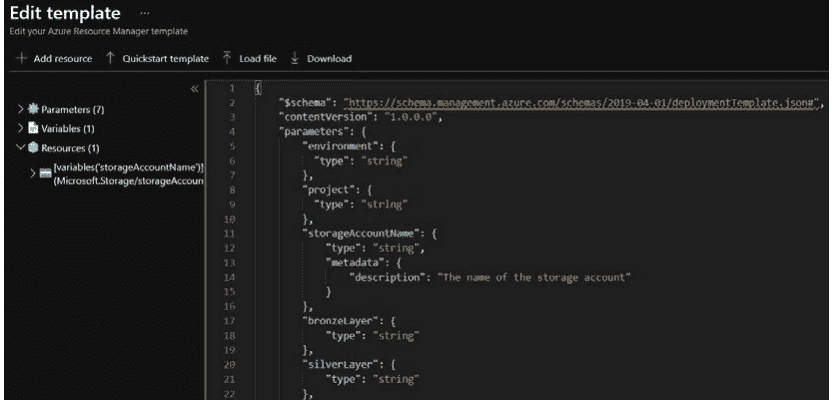 Edit template ...
Edit your Azure Resource Manager template
Add resource Quickstart template Load file Download
«
Parameters (7)
Variables (1)
Resources (1)
[variables('storageAccountName')]
(Microsoft.Storage/storageAccoun
1 {
2 "$schema": "https://schema.management.azure.com/schemas/2019-04-01/deploymentTemplate.json#",
3 "contentVersion": "1.0.0.0",
4 "parameters": {
5 "environment": {
6 "type": "string"
7 },
8 "project": {
9 "type": "string"
10 },
11 "storageAccountName": {
12 "type": "string",
13 "metadata": {
14 "description": "The name of the storage account"
15 }
16 },
17 "bronzeLayer": {
18 "type": "string"
19 },
20 "silverLayer": {
21 "type": "string"
22 },